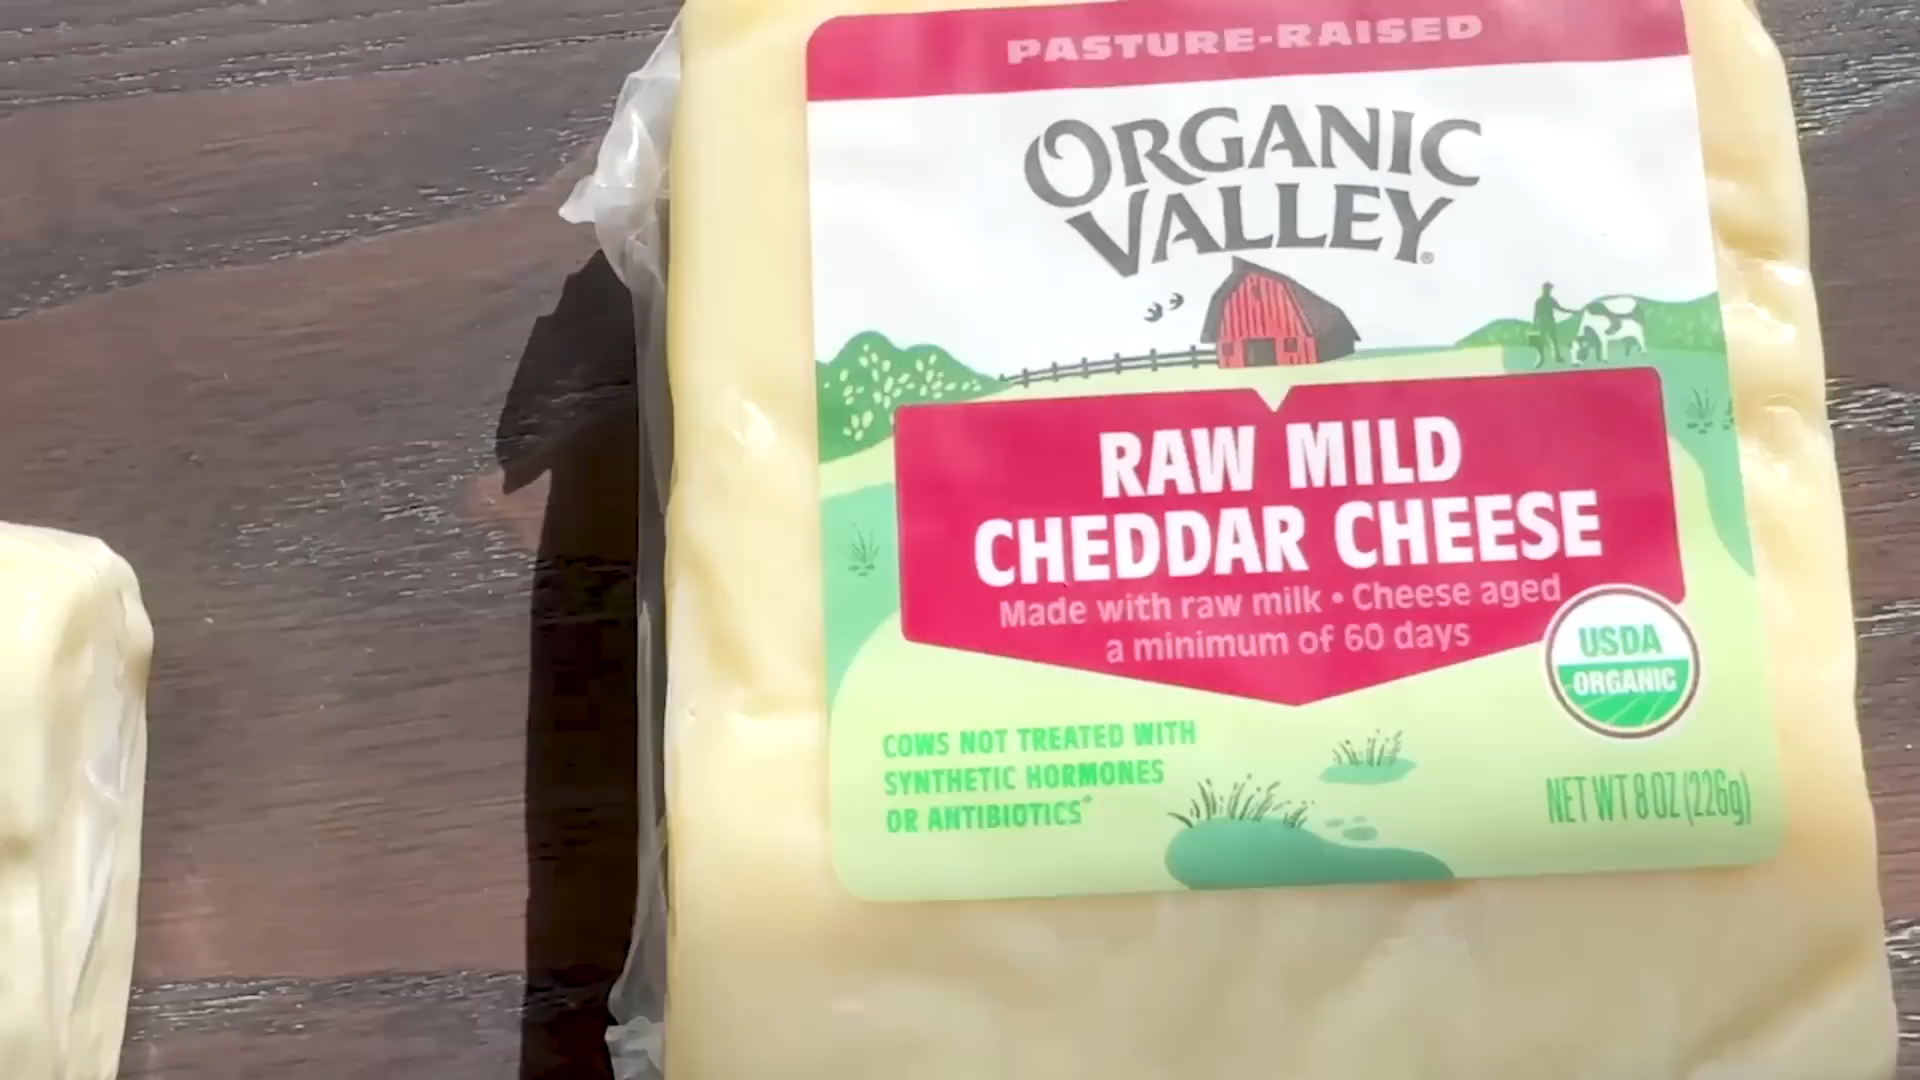 PASTURE-RAISED
ORGANIC
VALLEY®
RAW MILD
CHEDDAR CHEESE
Made with raw milk • Cheese aged
a minimum of 60 days
USDA
ORGANIC
COWS NOT TREATED WITH
SYNTHETIC HORMONES
OR ANTIBIOTICS*
NET WT 8 OZ (226g)